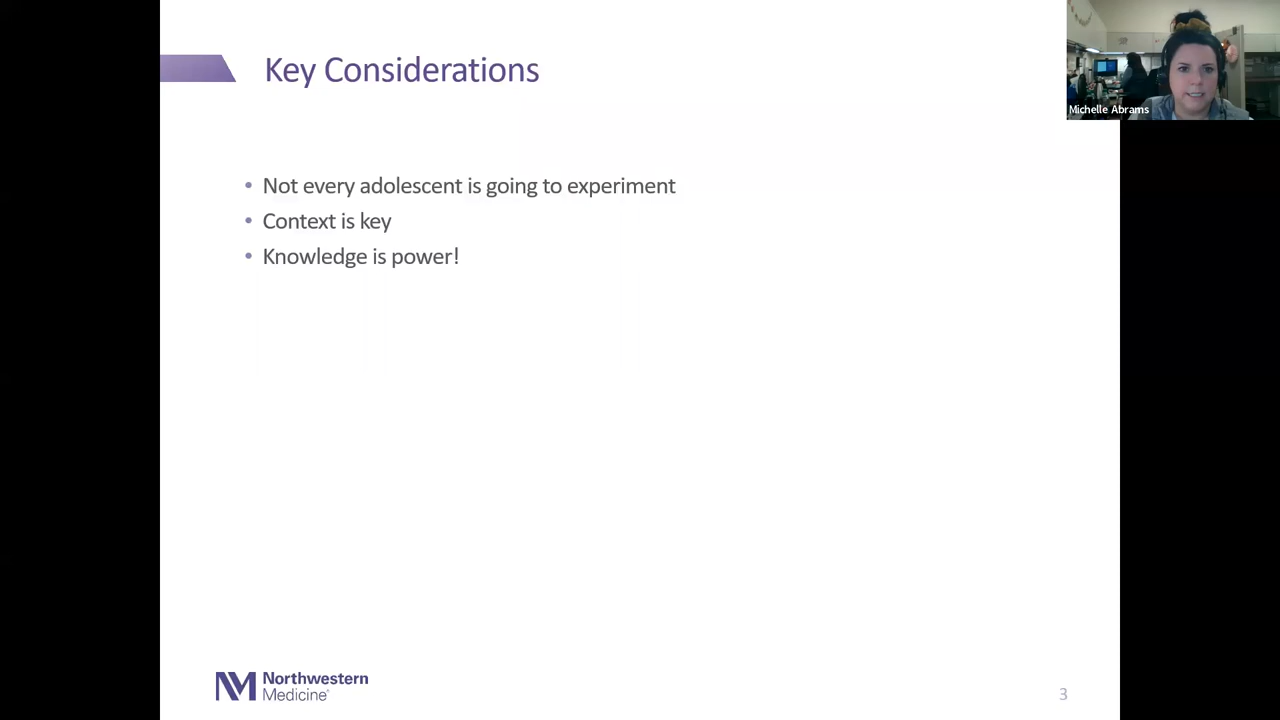 Key Considerations
Michelle Abrams
• Not every adolescent is going to experiment
• Context is key
• Knowledge is power!
NM Northwestern
Medicine®
3